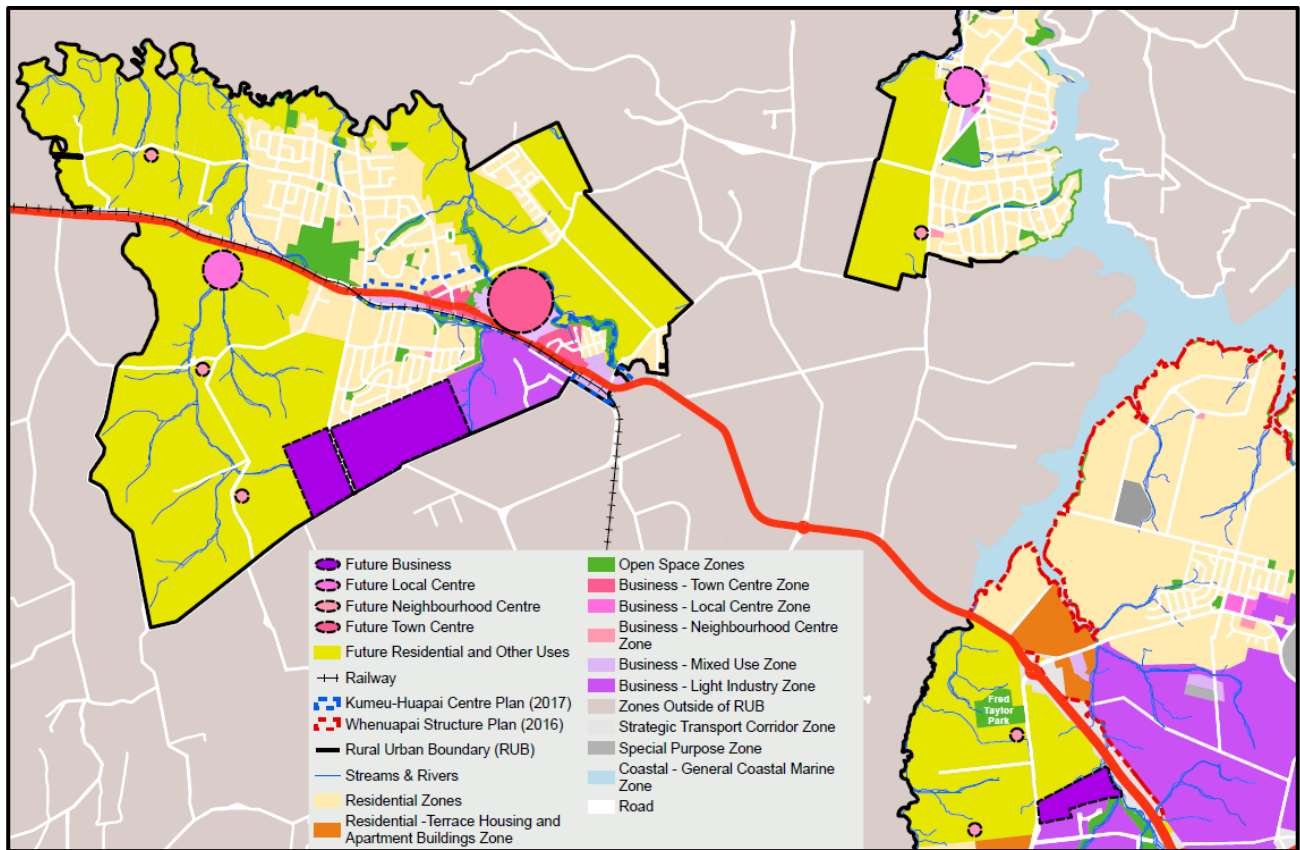 Fred
Taylor
Park
Future Business
Future Local Centre
Future Neighbourhood Centre
Future Town Centre
Future Residential and Other Uses
Railway
Kumeu-Huapai Centre Plan (2017)
Whenuapai Structure Plan (2016)
Rural Urban Boundary (RUB)
Streams & Rivers
Residential Zones
Residential -Terrace Housing and
Apartment Buildings Zone
Open Space Zones
Business - Town Centre Zone
Business - Local Centre Zone
Business - Neighbourhood Centre
Zone
Business - Mixed Use Zone
Business - Light Industry Zone
Zones Outside of RUB
Strategic Transport Corridor Zone
Special Purpose Zone
Coastal - General Coastal Marine
Zone
Road